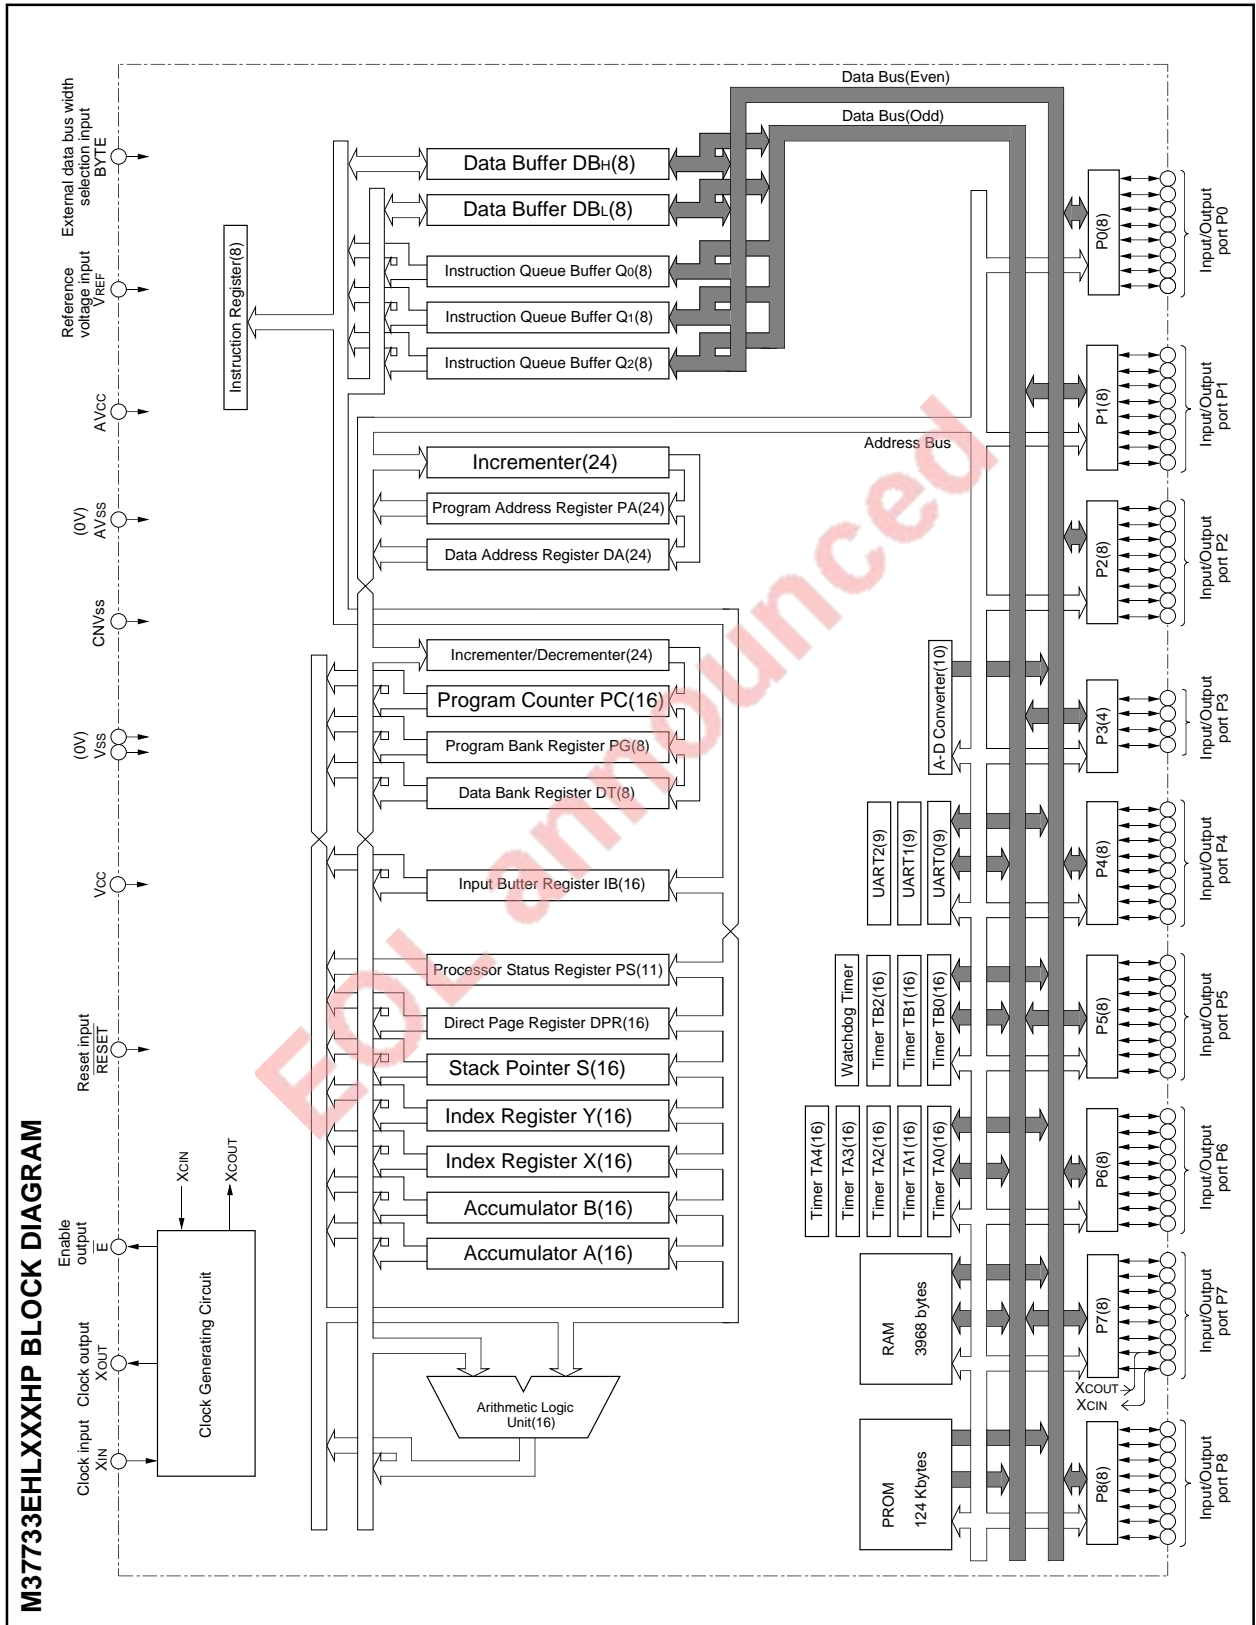 M37733EHLXXXHP BLOCK DIAGRAM
External data bus width
selection input
BYTE
Reference
voltage input
VREF
AVcc
(0V)
AVss
CNVss
(0V)
Vss
Vcc
Reset input
RESET
Enable
output
E
Clock output
XOUT
Clock input
XIN
XCIN
XCOUT
Clock Generating Circuit
Instruction Register(8)
Data Buffer DBH(8)
Data Buffer DBL(8)
Instruction Queue Buffer Q0(8)
Instruction Queue Buffer Q1(8)
Instruction Queue Buffer Q2(8)
Incrementer(24)
Program Address Register PA(24)
Data Address Register DA(24)
Incrementer/Decrementer(24)
Program Counter PC(16)
Program Bank Register PG(8)
Data Bank Register DT(8)
Input Butter Register IB(16)
Processor Status Register PS(11)
Direct Page Register DPR(16)
Stack Pointer S(16)
Index Register Y(16)
Index Register X(16)
Accumulator B(16)
Accumulator A(16)
Arithmetic Logic
Unit(16)
Data Bus(Even)
Data Bus(Odd)
Address Bus
A-D Converter(10)
UART2(9)
UART1(9)
UART0(9)
Watchdog Timer
Timer TB2(16)
Timer TB1(16)
Timer TB0(16)
Timer TA4(16)
Timer TA3(16)
Timer TA2(16)
Timer TA1(16)
Timer TA0(16)
RAM
3968 bytes
PROM
124 Kbytes
P0(8)
Input/Output
port P0
P1(8)
Input/Output
port P1
P2(8)
Input/Output
port P2
P3(4)
Input/Output
port P3
P4(8)
Input/Output
port P4
P5(8)
Input/Output
port P5
P6(8)
Input/Output
port P6
P7(8)
Input/Output
port P7
XCOUT
XCIN
P8(8)
Input/Output
port P8
EOL announced